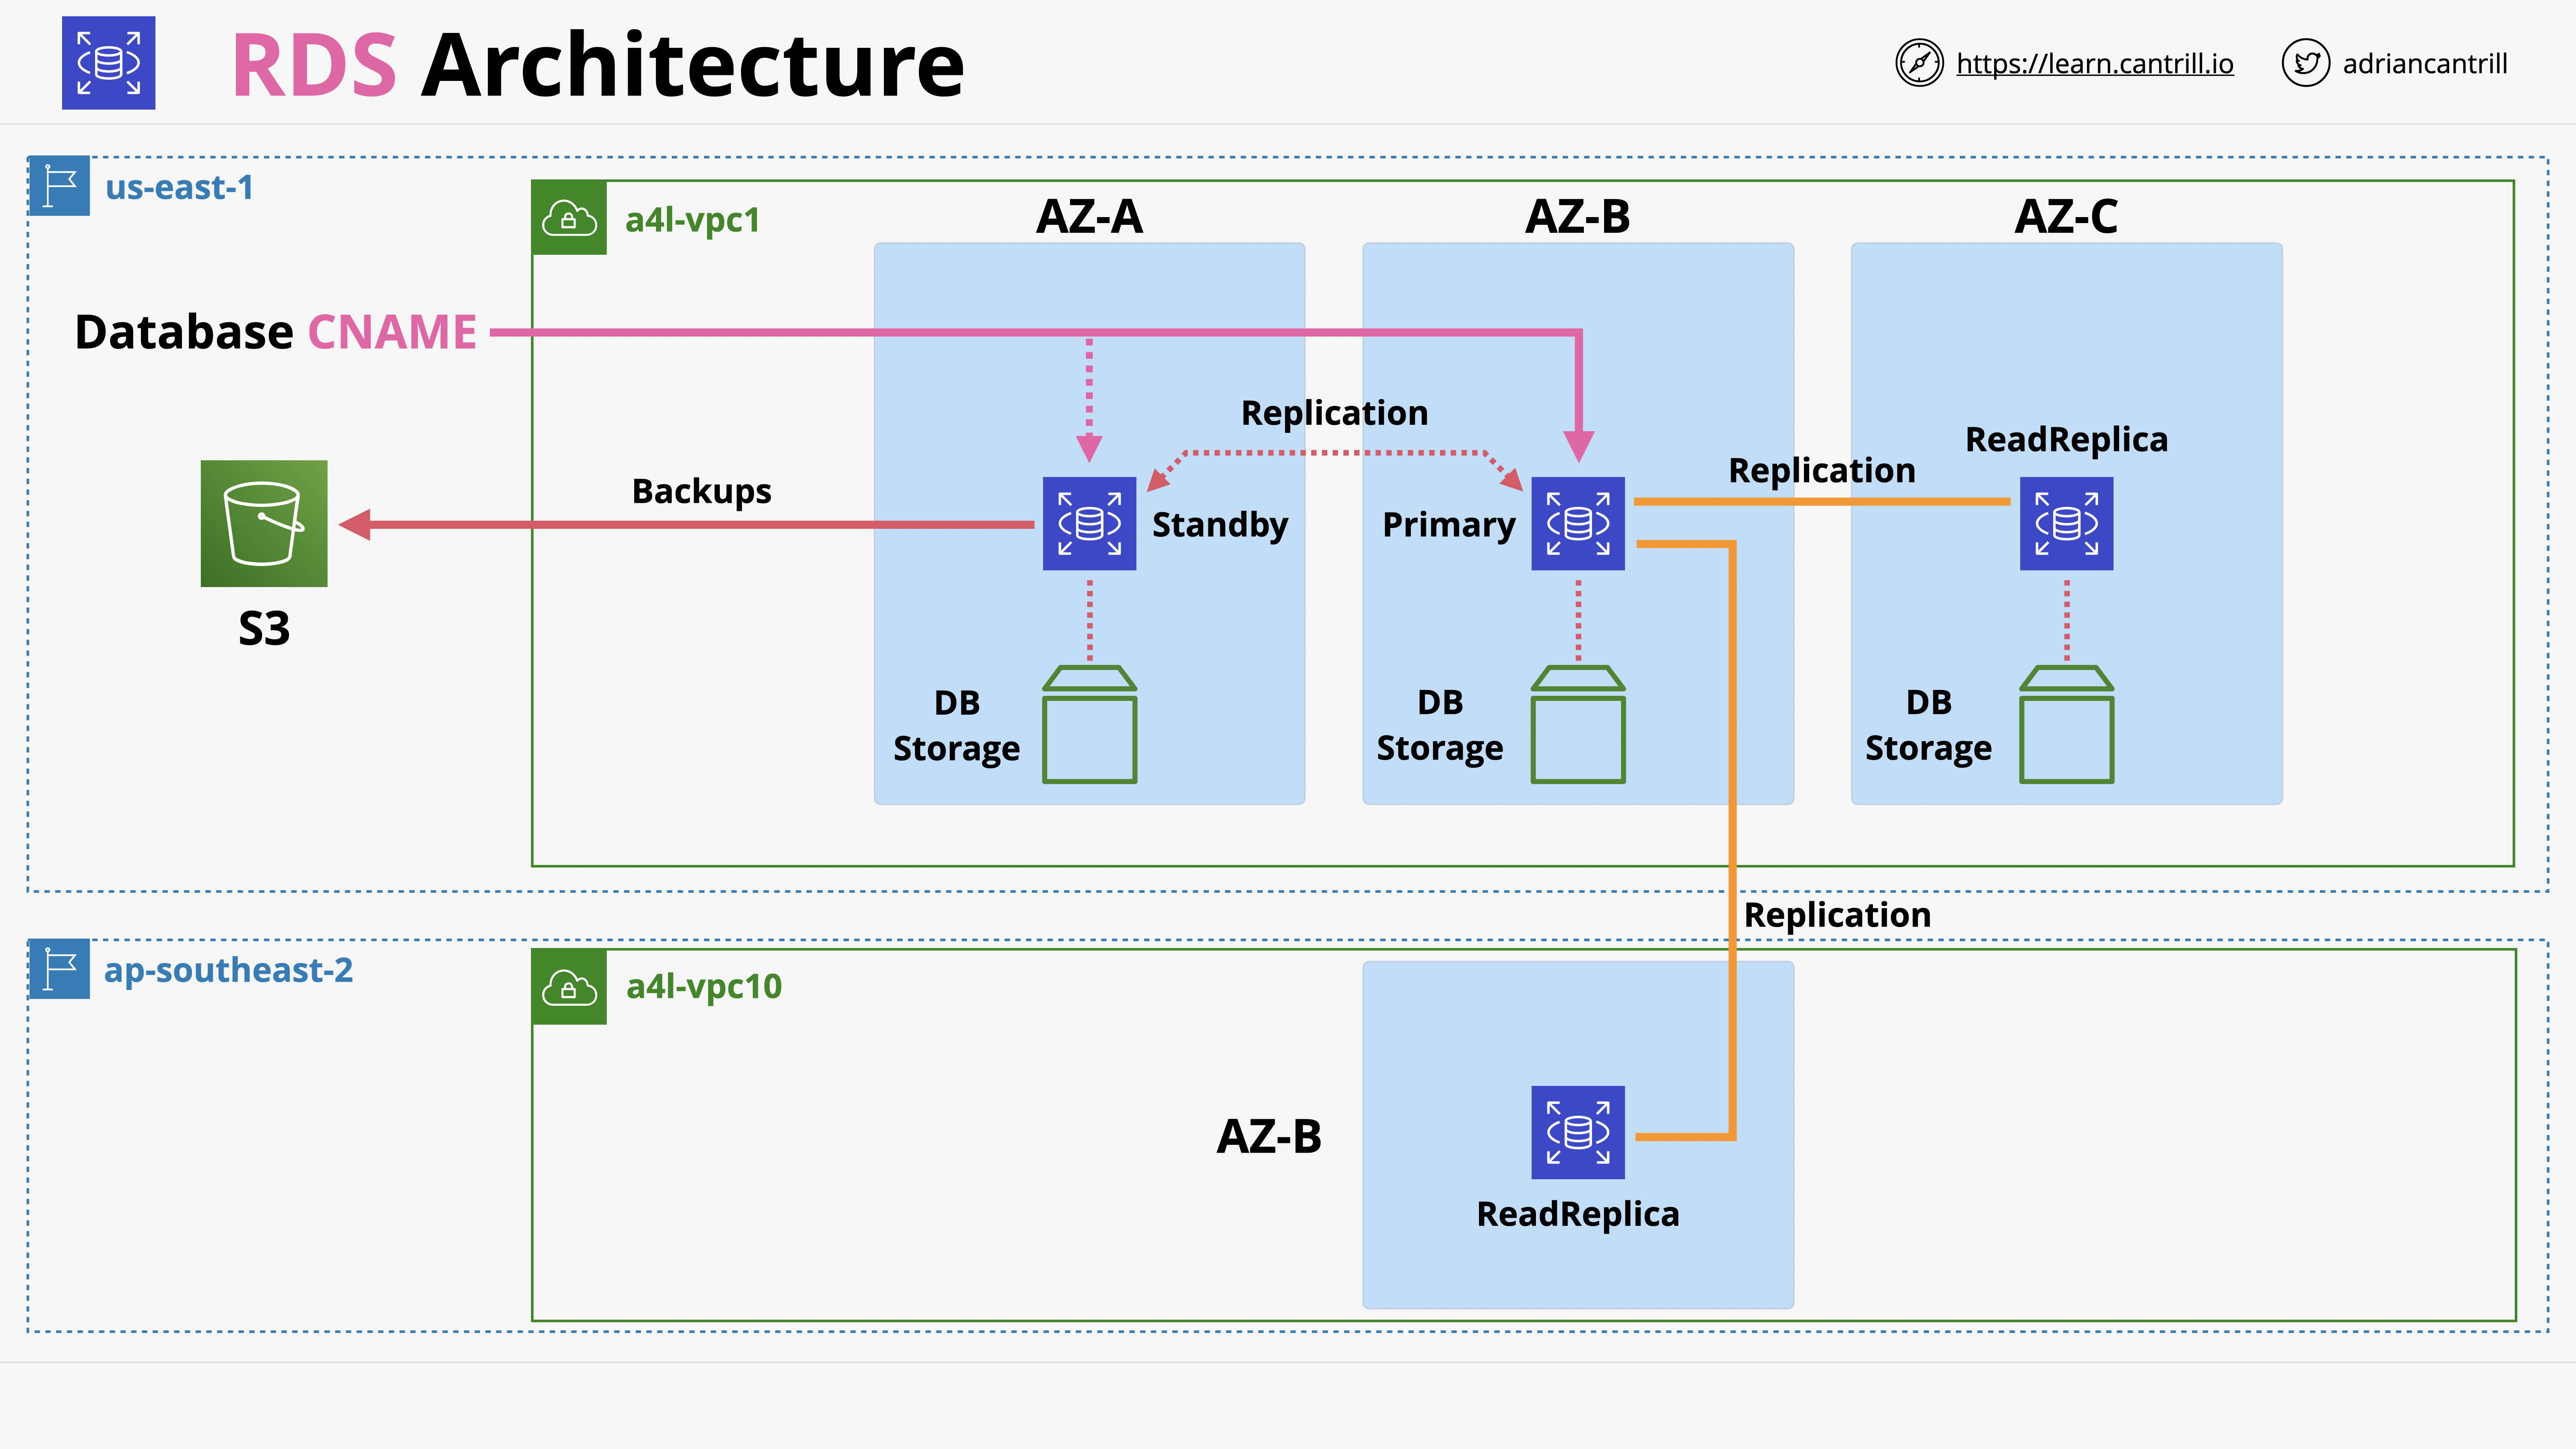 RDS Architecture
https://learn.cantrill.io
adriancantrill
us-east-1
a4l-vpc1
AZ-A
AZ-B
AZ-C
Database CNAME
Replication
ReadReplica
Replication
Backups
Standby
Primary
S3
DB
Storage
DB
Storage
DB
Storage
Replication
ap-southeast-2
a4l-vpc10
AZ-B
ReadReplica